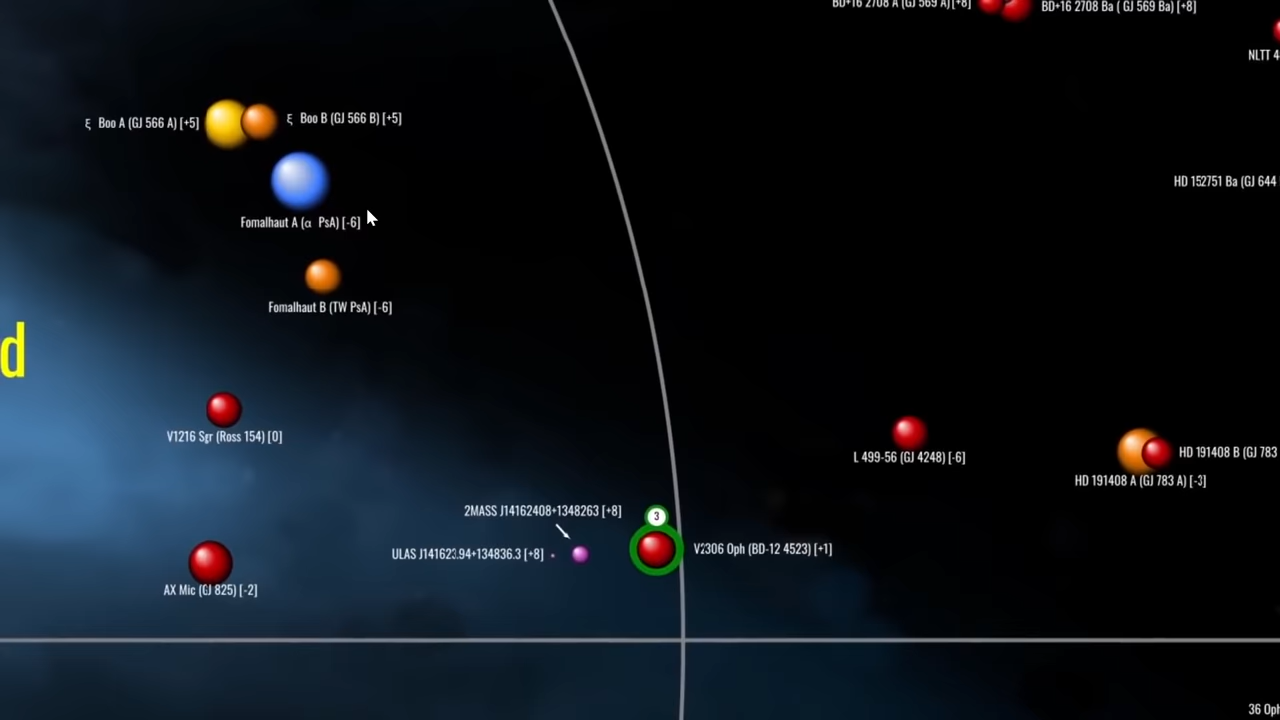 BD+16 2708 A (GJ 569 A) [+8]
BD+16 2708 Ba ( GJ 569 Ba) [+8]
NLTT 4
ξ Boo A (GJ 566 A) [+5]
ξ Boo B (GJ 566 B) [+5]
HD 152751 Ba (GJ 644
Fomalhaut A (α PsA) [-6]
Fomalhaut B (TW PsA) [-6]
d
V1216 Sgr (Ross 154) [0]
L 499-56 (GJ 4248) [-6]
HD 191408 B (GJ 783
HD 191408 A (GJ 783 A) [-3]
2MASS J14162408+1348263 [+8]
3
ULAS J141623.94+134836.3 [+8]
V2306 Oph (BD-12 4523) [+1]
AX Mic (GJ 825) [-2]
36 Oph